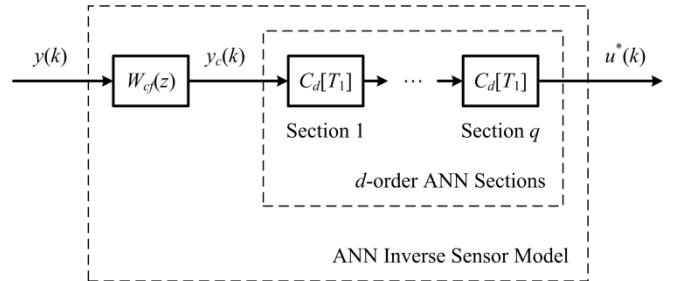 y(k)
W_cf(z)
y_c(k)
C_d[T_1]
...
C_d[T_1]
u*(k)
Section 1
Section q
d-order ANN Sections
ANN Inverse Sensor Model